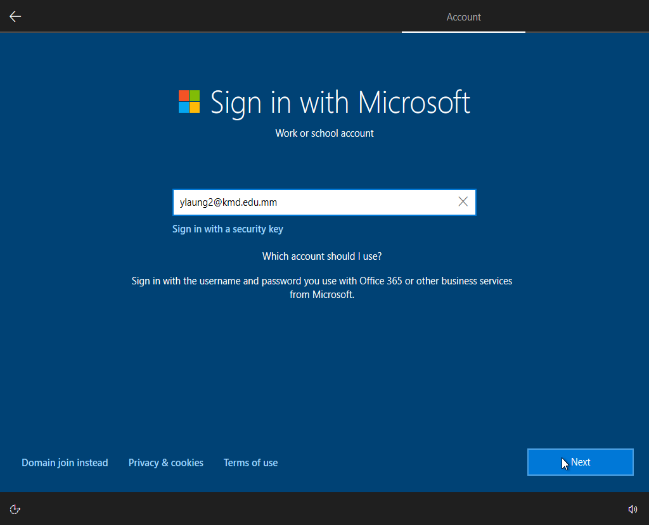 Account
Sign in with Microsoft
Work or school account
ylaung2@kmd.edu.mm
Sign in with a security key
Which account should I use?
Sign in with the username and password you use with Office 365 or other business services
from Microsoft.
Domain join instead
Privacy & cookies
Terms of use
Next